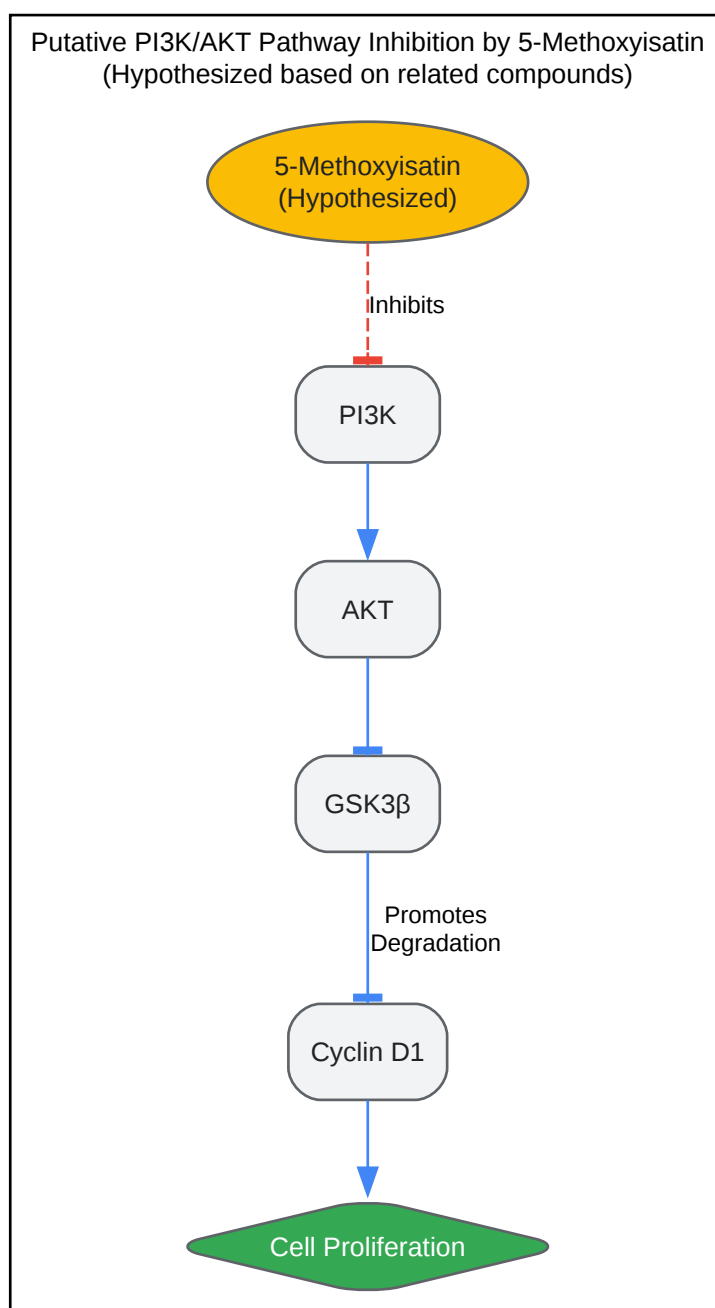 Putative PI3K/AKT Pathway Inhibition by 5-Methoxyisatin
(Hypothesized based on related compounds)
5-Methoxyisatin
(Hypothesized)
Inhibits
PI3K
AKT
GSK3β
Promotes
Degradation
Cyclin D1
Cell Proliferation